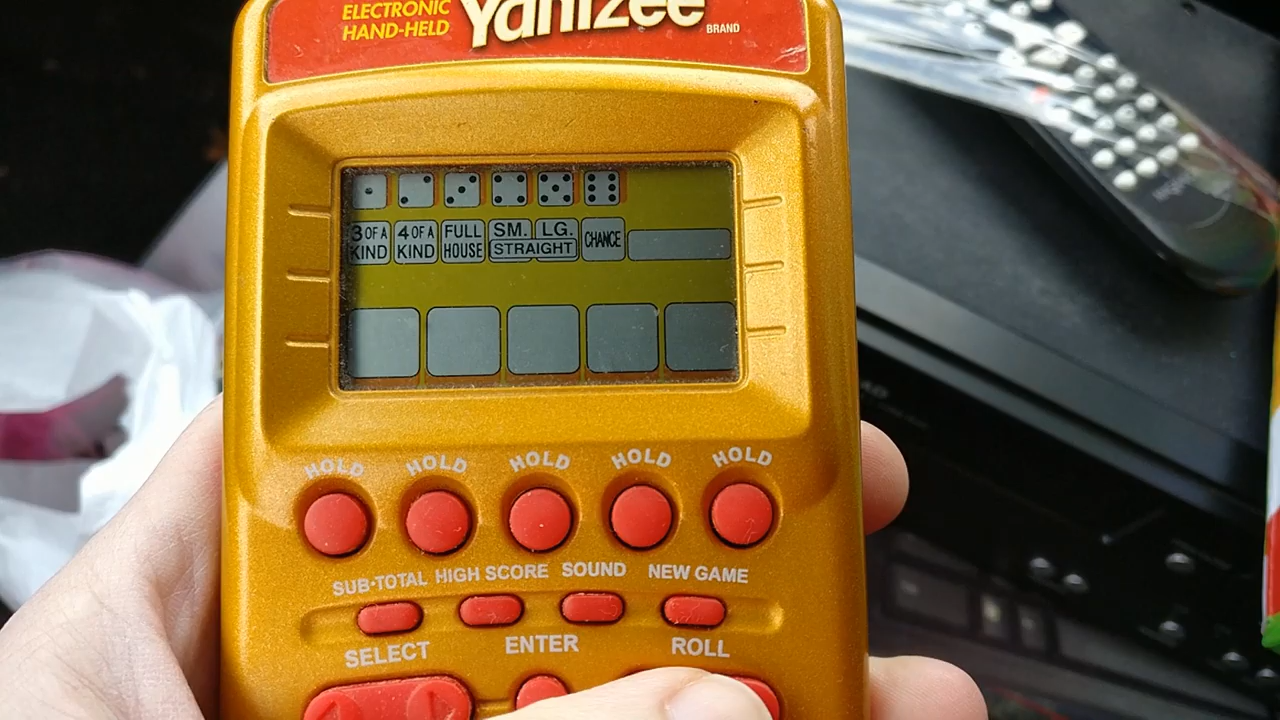 ELECTRONIC
HAND-HELD
Yahtzee
BRAND
3 OF A KIND
4 OF A KIND
FULL HOUSE
SM. LG.
STRAIGHT
CHANCE
HOLD HOLD HOLD HOLD HOLD
SUB-TOTAL HIGH SCORE SOUND NEW GAME
SELECT ENTER ROLL